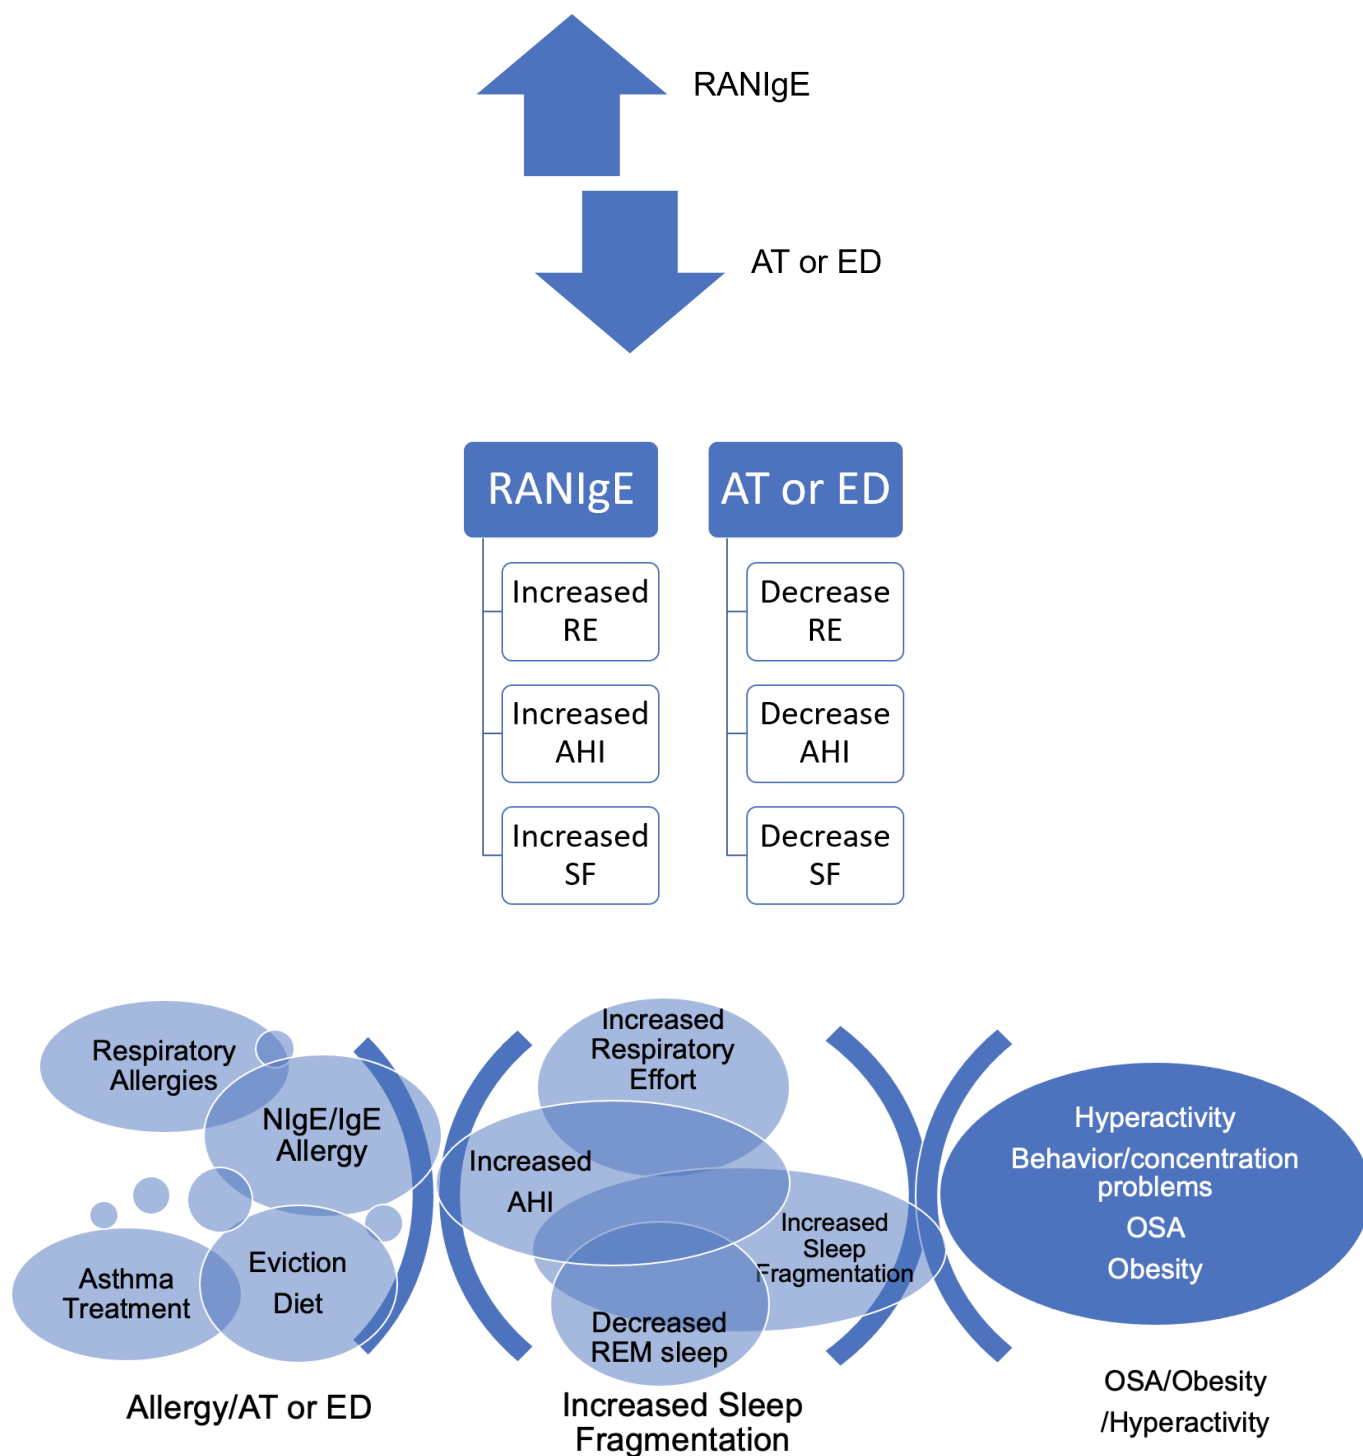 RANIgE
AT or ED
RANIgE
AT or ED
Increased
RE
Decrease
RE
Increased
AHI
Decrease
AHI
Increased
SF
Decrease
SF
Respiratory
Allergies
NIgE/IgE
Allergy
Asthma
Treatment
Eviction
Diet
Allergy/AT or ED
Increased
Respiratory
Effort
Increased
AHI
Increased
Sleep
Fragmentation
Decreased
REM sleep
Increased Sleep
Fragmentation
Hyperactivity
Behavior/concentration
problems
OSA
Obesity
OSA/Obesity
/Hyperactivity